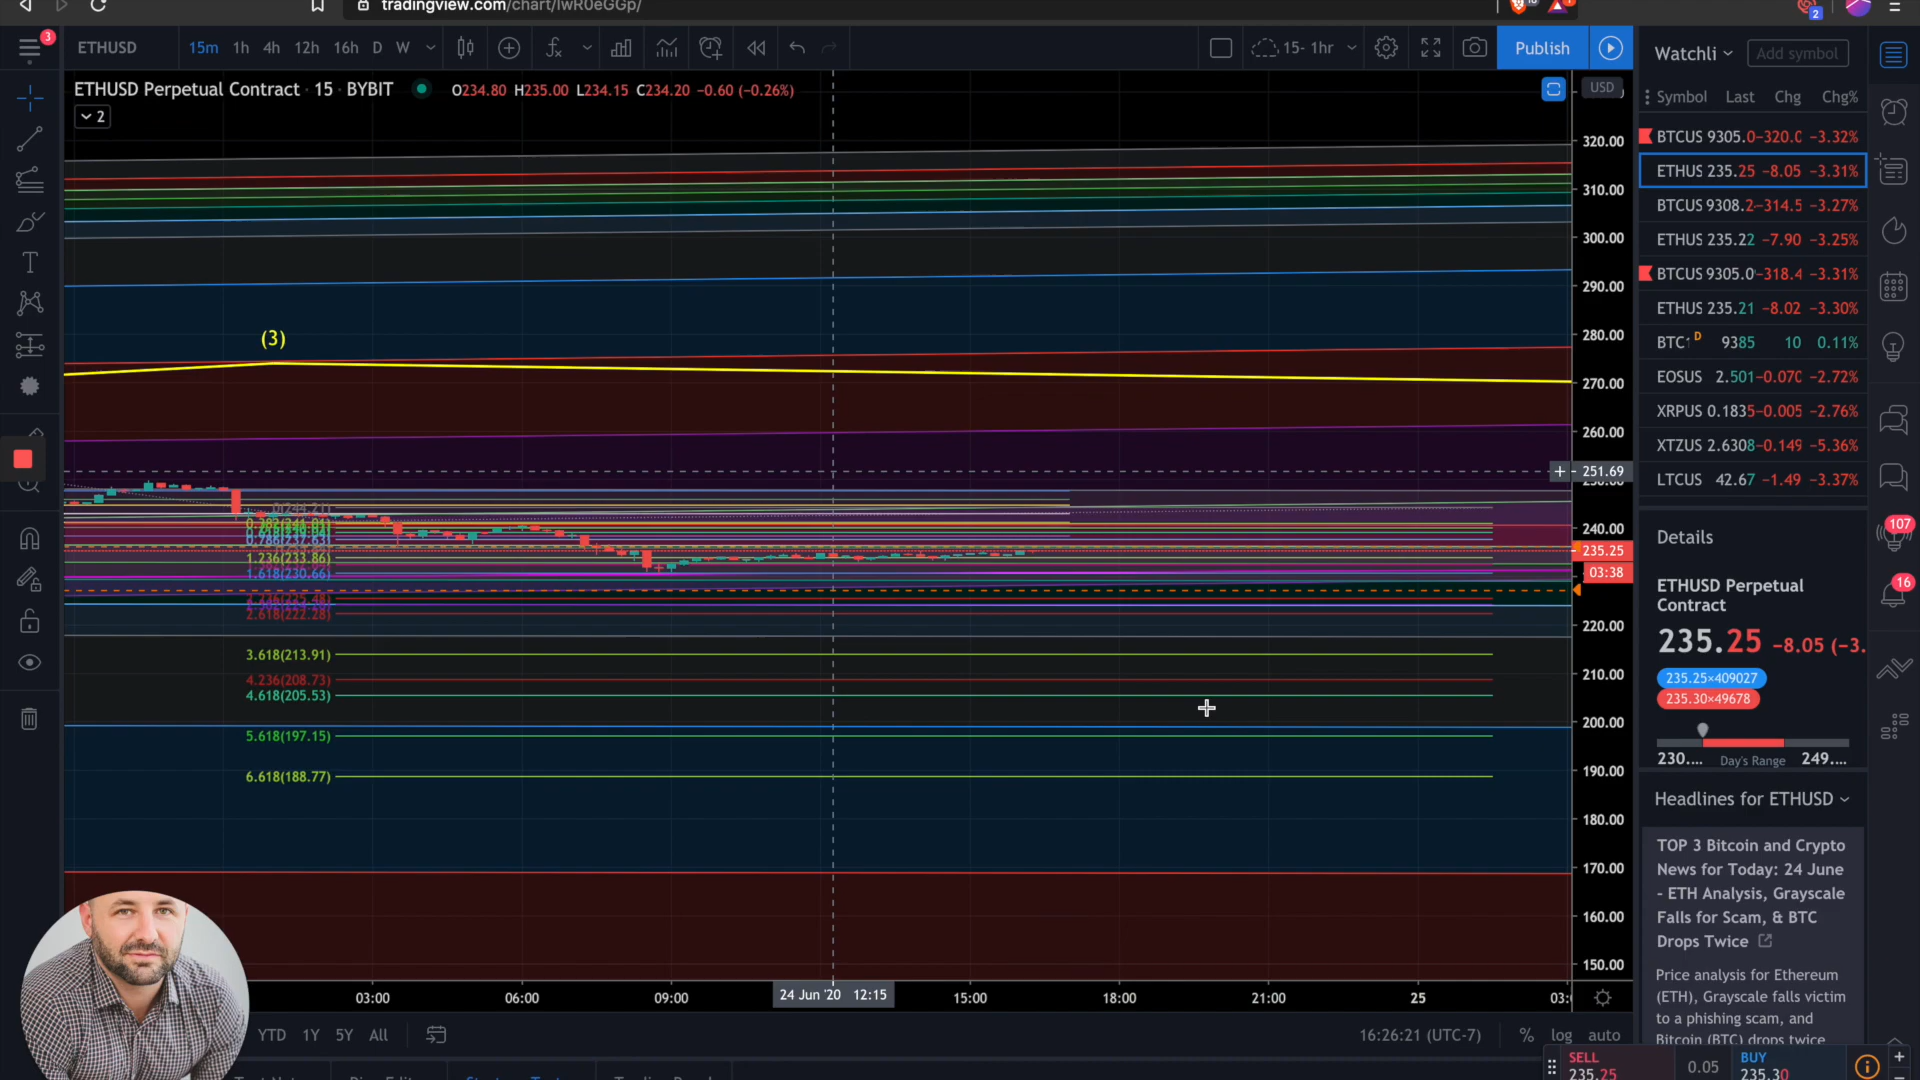 tradingview.com/chart/IwR0eGGp/
2
3
ETHUSD
15m 1h 4h 12h 16h D W
15- 1hr
Publish
Watchli
Add symbol
ETHUSD Perpetual Contract · 15 · BYBIT
O234.80 H235.00 L234.15 C234.20 −0.60 (−0.26%)
2
USD
Symbol Last Chg Chg%
BTCUS 9305.0 −320.0 −3.32%
ETHUS 235.25 −8.05 −3.31%
BTCUS 9308.2 −314.5 −3.27%
ETHUS 235.22 −7.90 −3.25%
BTCUS 9305.0 −318.4 −3.31%
ETHUS 235.21 −8.02 −3.30%
BTC1 D 9385 10 0.11%
EOSUS 2.501 −0.070 −2.72%
XRPUS 0.1835 −0.005 −2.76%
XTZUS 2.6308 −0.149 −5.36%
LTCUS 42.67 −1.49 −3.37%
320.00
310.00
300.00
290.00
280.00
(3)
270.00
260.00
251.69
240.00
235.25
03:38
220.00
210.00
200.00
190.00
180.00
170.00
160.00
150.00
0(244.21)
1.236(233.86)
1.618(230.66)
2.618(222.28)
3.618(213.91)
4.236(208.73)
4.618(205.53)
5.618(197.15)
6.618(188.77)
107
16
Details
ETHUSD Perpetual
Contract
235.25 −8.05 (−3.
235.25×409027
235.30×49678
230.... Day's Range 249....
Headlines for ETHUSD
TOP 3 Bitcoin and Crypto
News for Today: 24 June
- ETH Analysis, Grayscale
Falls for Scam, & BTC
Drops Twice
Price analysis for Ethereum
(ETH), Grayscale falls victim
to a phishing scam, and
Bitcoin (BTC) drops twice
03:00 06:00 09:00 24 Jun '20 12:15 15:00 18:00 21:00 25 03:
YTD 1Y 5Y All
16:26:21 (UTC-7) % log auto
SELL
235.25
0.05
BUY
235.30